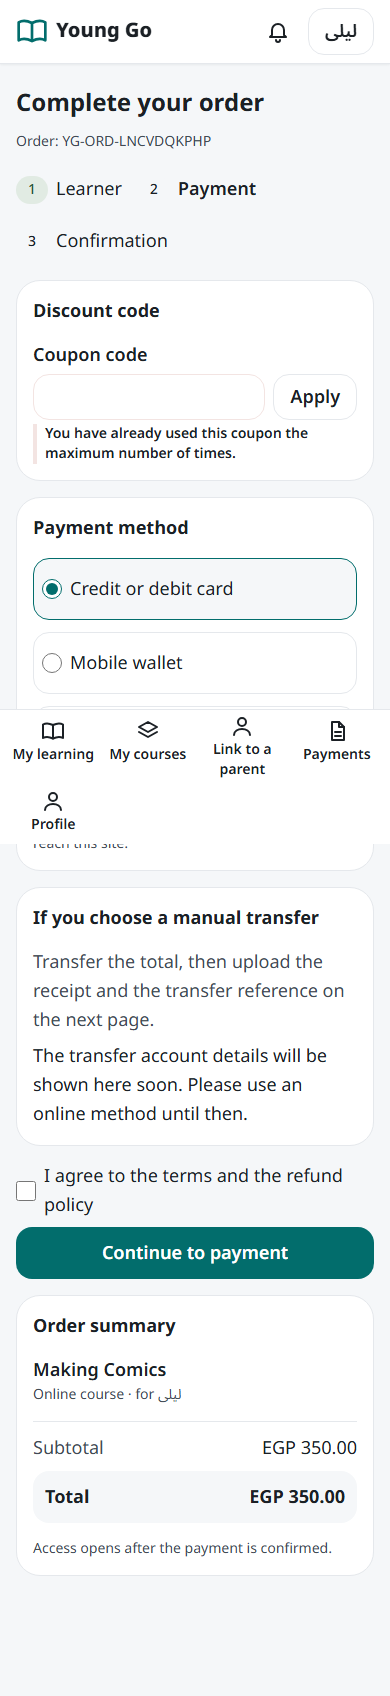 Young Go
ليلى
Complete your order
Order: YG-ORD-LNCVDQKPHP
1 Learner 2 Payment
3 Confirmation
Discount code
Coupon code
Apply
You have already used this coupon the
maximum number of times.
Payment method
Credit or debit card
Mobile wallet
My learning
My courses
Link to a
parent
Payments
Profile
reach this site.
If you choose a manual transfer
Transfer the total, then upload the
receipt and the transfer reference on
the next page.
The transfer account details will be
shown here soon. Please use an
online method until then.
I agree to the terms and the refund
policy
Continue to payment
Order summary
Making Comics
Online course · for ليلى
Subtotal EGP 350.00
Total EGP 350.00
Access opens after the payment is confirmed.